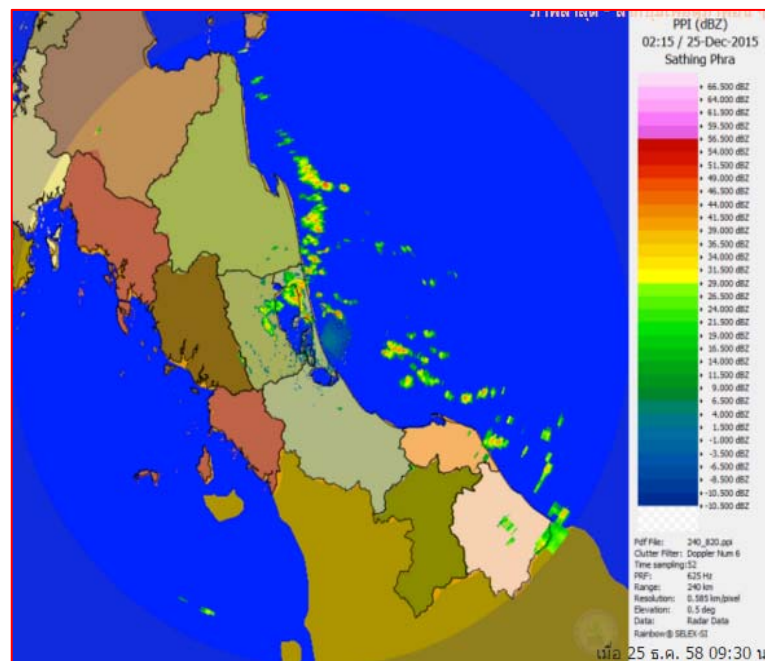 PPI (dBZ)
02:15 / 25-Dec-2015
Sathing Phra
66.500 dBZ
64.000 dBZ
61.500 dBZ
59.500 dBZ
56.500 dBZ
54.000 dBZ
51.500 dBZ
49.000 dBZ
46.500 dBZ
44.000 dBZ
41.500 dBZ
39.000 dBZ
36.500 dBZ
34.000 dBZ
31.500 dBZ
29.000 dBZ
26.500 dBZ
24.000 dBZ
21.500 dBZ
19.000 dBZ
16.500 dBZ
14.000 dBZ
11.500 dBZ
9.000 dBZ
6.500 dBZ
4.000 dBZ
1.500 dBZ
-1.000 dBZ
-3.500 dBZ
-6.500 dBZ
-8.500 dBZ
-10.500 dBZ
Pdf File: 240_820.ppi
Clutter Filter: Doppler Num 6
Time sampling:52
PRF: 625 Hz
Range: 240 km
Resolution: 0.585 km/pixel
Elevation: 0.5 deg
Data: Radar Data
Rainbow® SELEX-SI
เมื่อ 25 ธ.ค. 58 09:30 น